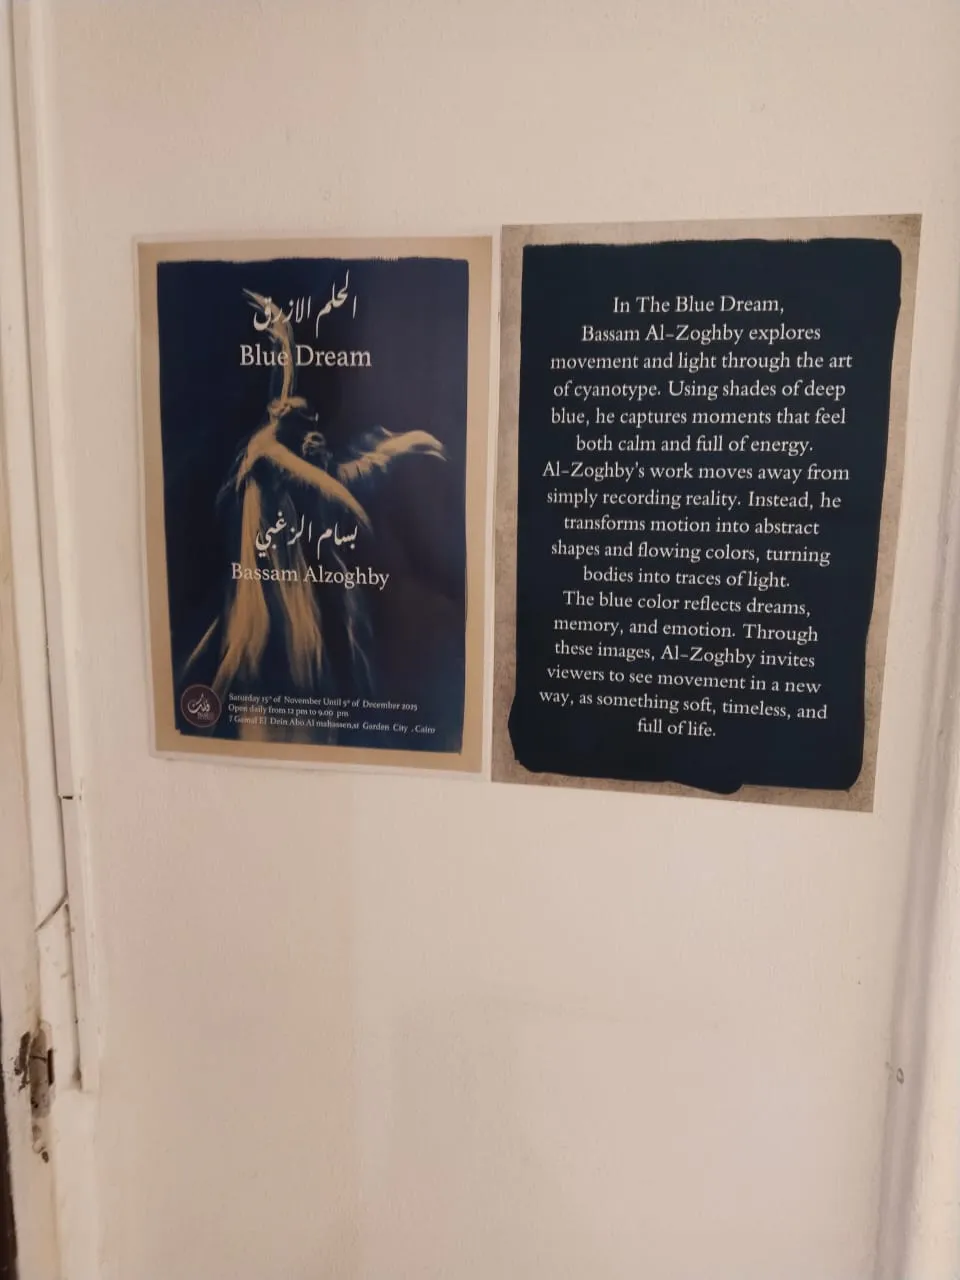 الحلم الازرق
Blue Dream
بسام الزغبي
Bassam Alzoghby
Saturday 15th of November Until 5th of December 2025
Open daily from 12 pm to 9.00 pm
7 Gamal El Dein Abo Al mahassen,st Garden City . Cairo
In The Blue Dream,
Bassam Al-Zoghby explores
movement and light through the art
of cyanotype. Using shades of deep
blue, he captures moments that feel
both calm and full of energy.
Al-Zoghby's work moves away from
simply recording reality. Instead, he
transforms motion into abstract
shapes and flowing colors, turning
bodies into traces of light.
The blue color reflects dreams,
memory, and emotion. Through
these images, Al-Zoghby invites
viewers to see movement in a new
way, as something soft, timeless, and
full of life.